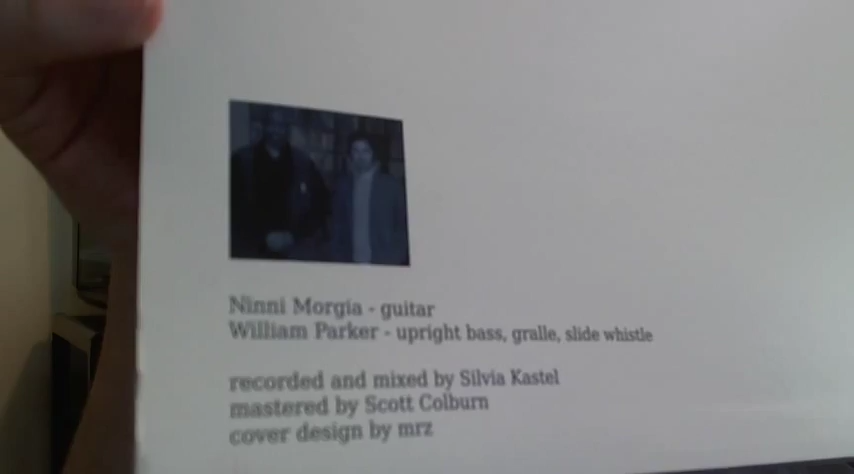 Ninni Morgia - guitar
William Parker - upright bass, gralle, slide whistle
recorded and mixed by Silvia Kastel
mastered by Scott Colburn
cover design by mrz